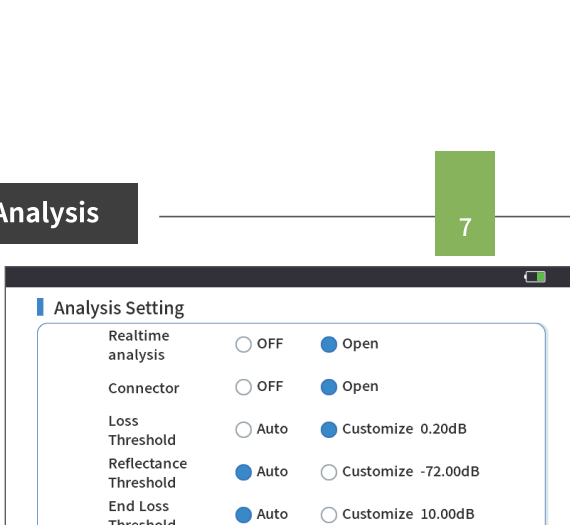 Analysis
7
Analysis Setting
Realtime
analysis
OFF Open
Connector
OFF Open
Loss
Threshold
Auto Customize 0.20dB
Reflectance
Threshold
Auto Customize -72.00dB
End Loss
Threshold
Auto Customize 10.00dB